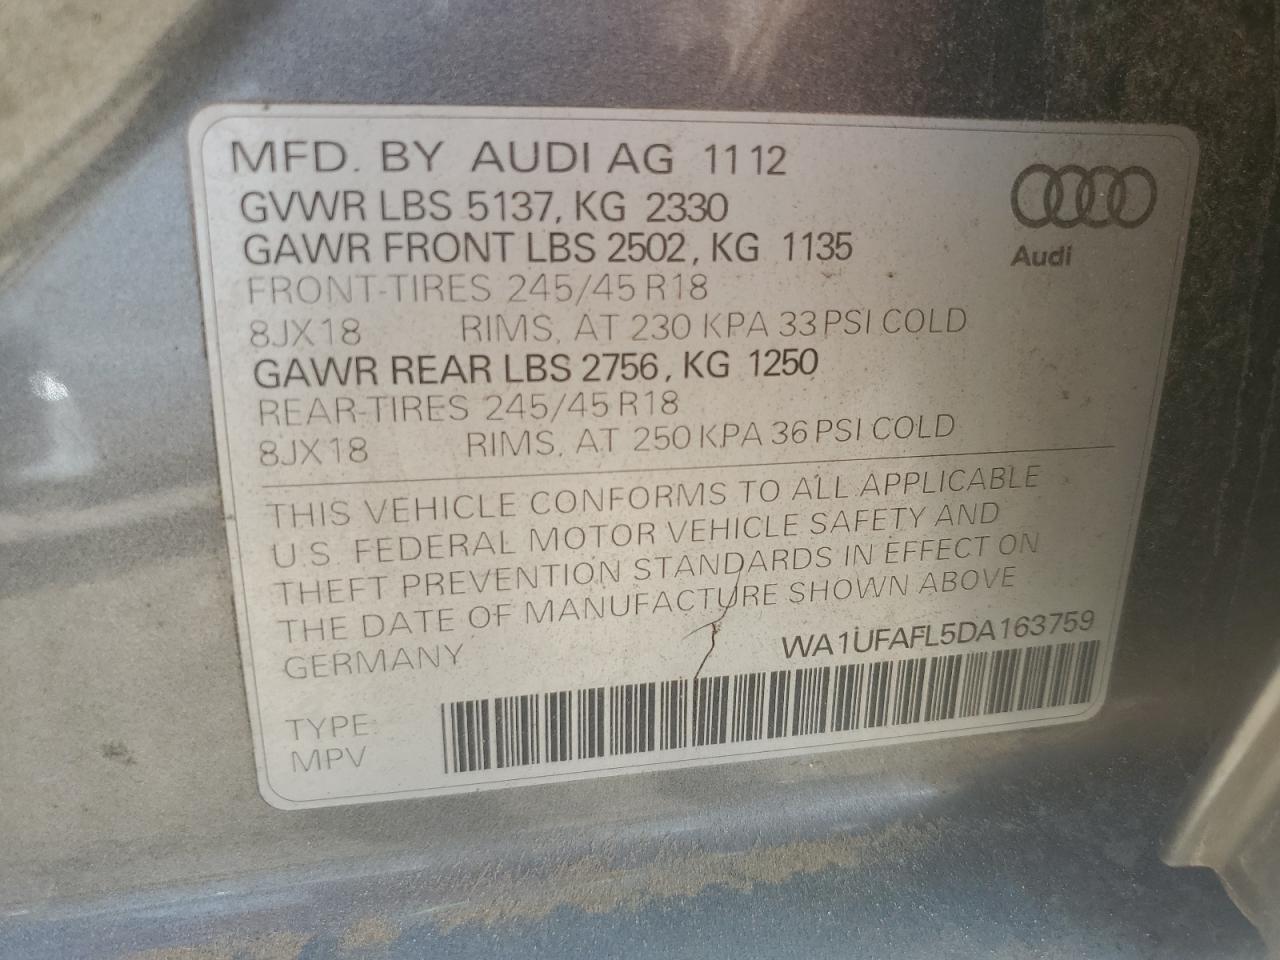 MFD. BY AUDI AG 11 12
GVWR LBS 5137, KG 2330
GAWR FRONT LBS 2502, KG 1135
FRONT-TIRES 245/45 R18
8JX18 RIMS, AT 230 KPA 33 PSI COLD
GAWR REAR LBS 2756, KG 1250
REAR-TIRES 245/45 R18
8JX18 RIMS, AT 250 KPA 36 PSI COLD
Audi
THIS VEHICLE CONFORMS TO ALL APPLICABLE
U.S. FEDERAL MOTOR VEHICLE SAFETY AND
THEFT PREVENTION STANDARDS IN EFFECT ON
THE DATE OF MANUFACTURE SHOWN ABOVE
GERMANY WA1UFAFL5DA163759
TYPE:
MPV